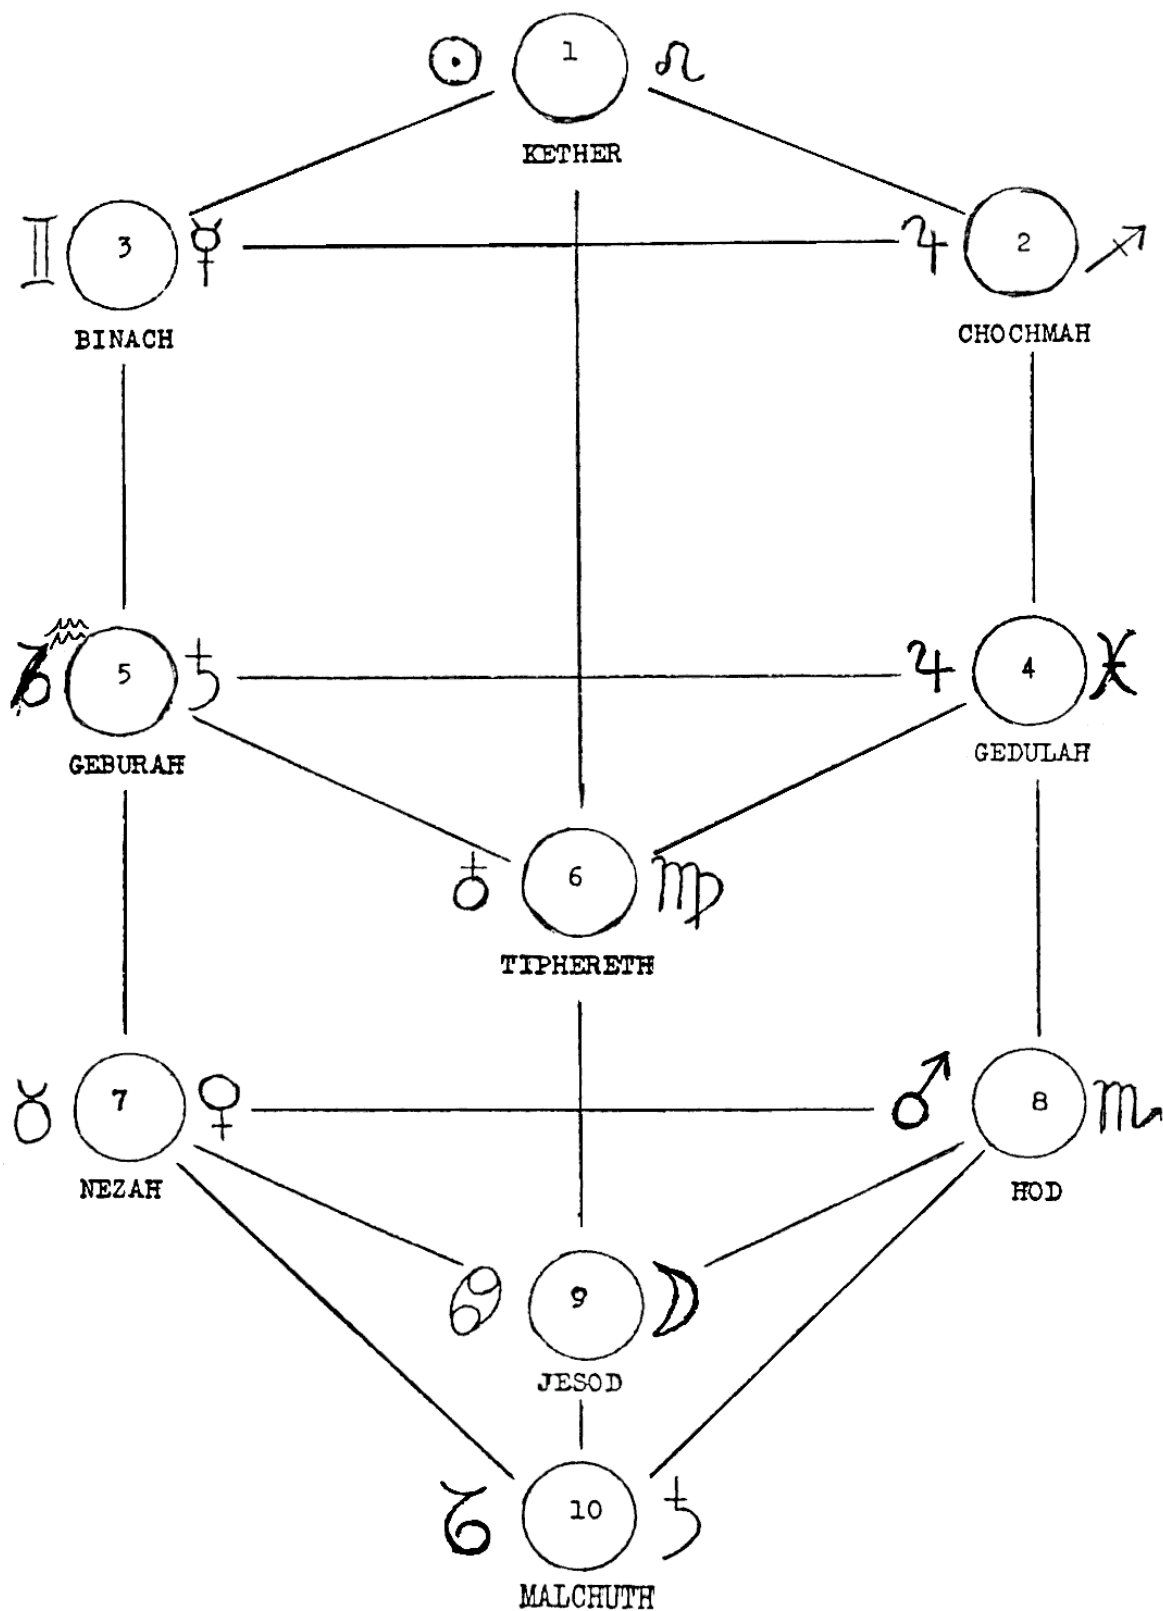 ☉ 1 ♌
KETHER
♊ 3 ☿
BINACH
♃ 2 ♐
CHOCHMAH
♑ ♒ 5 ♄
GEBURAH
♃ 4 ♓
GEDULAH
♁ 6 ♍
TIPHERETH
♉ 7 ♀
NEZAH
♂ 8 ♏
HOD
♋ 9 ☽
JESOD
♑ 10 ♄
MALCHUTH